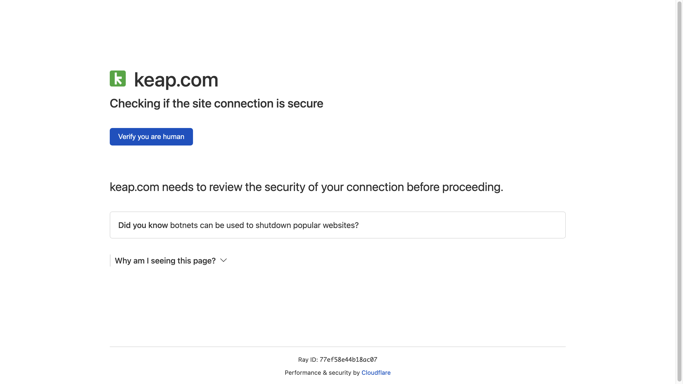 keap.com
Checking if the site connection is secure
Verify you are human
keap.com needs to review the security of your connection before proceeding.
Did you know botnets can be used to shutdown popular websites?
Why am I seeing this page?
Ray ID: 77ef58e44b18ac07
Performance & security by Cloudflare